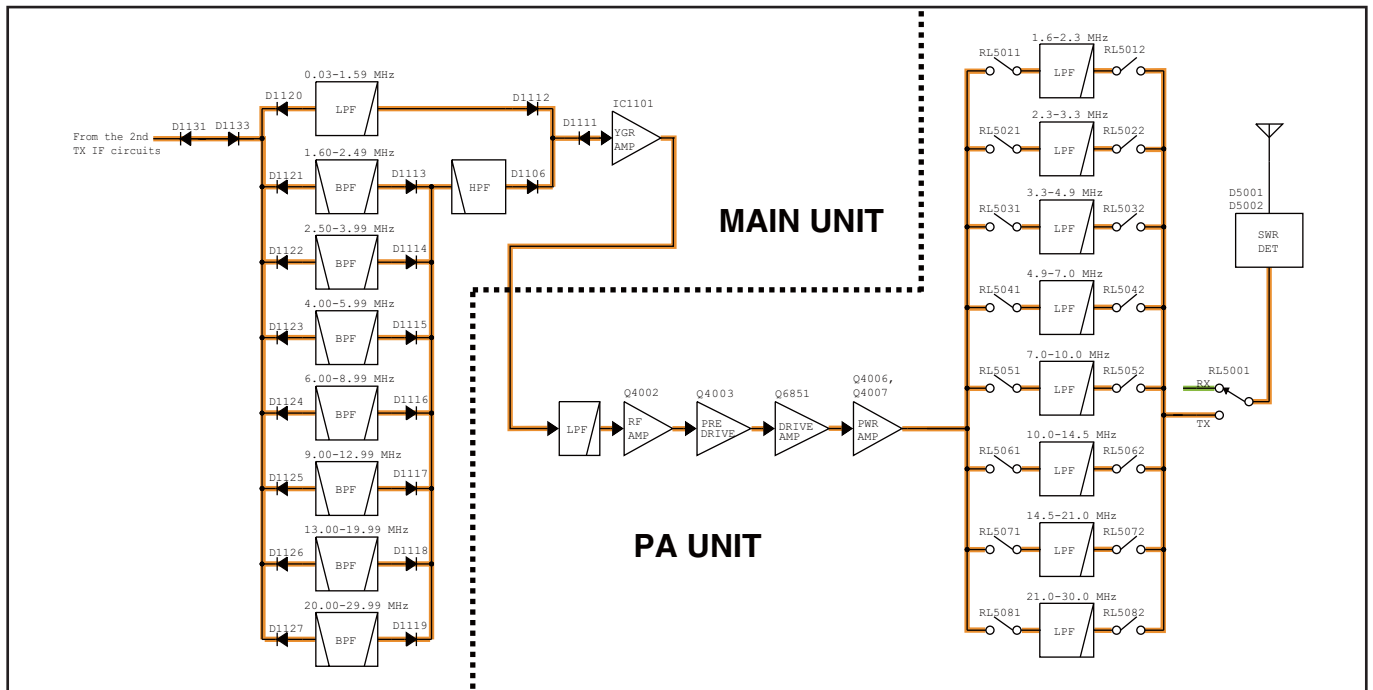 From the 2nd
TX IF circuits
D1131 D1133
0.03-1.59 MHz
D1120
LPF
D1112
1.60-2.49 MHz
D1121
BPF
D1113
HPF
D1106
2.50-3.99 MHz
D1122
BPF
D1114
4.00-5.99 MHz
D1123
BPF
D1115
6.00-8.99 MHz
D1124
BPF
D1116
9.00-12.99 MHz
D1125
BPF
D1117
13.00-19.99 MHz
D1126
BPF
D1118
20.00-29.99 MHz
D1127
BPF
D1119
D1111
IC1101
YGR
AMP
MAIN UNIT
LPF
Q4002
RF
AMP
Q4003
PRE
DRIVE
Q6851
DRIVE
AMP
Q4006,
Q4007
PWR
AMP
PA UNIT
1.6-2.3 MHz
RL5011
LPF
RL5012
2.3-3.3 MHz
RL5021
LPF
RL5022
3.3-4.9 MHz
RL5031
LPF
RL5032
4.9-7.0 MHz
RL5041
LPF
RL5042
7.0-10.0 MHz
RL5051
LPF
RL5052
10.0-14.5 MHz
RL5061
LPF
RL5062
14.5-21.0 MHz
RL5071
LPF
RL5072
21.0-30.0 MHz
RL5081
LPF
RL5082
D5001
D5002
SWR
DET
RL5001
RX
TX